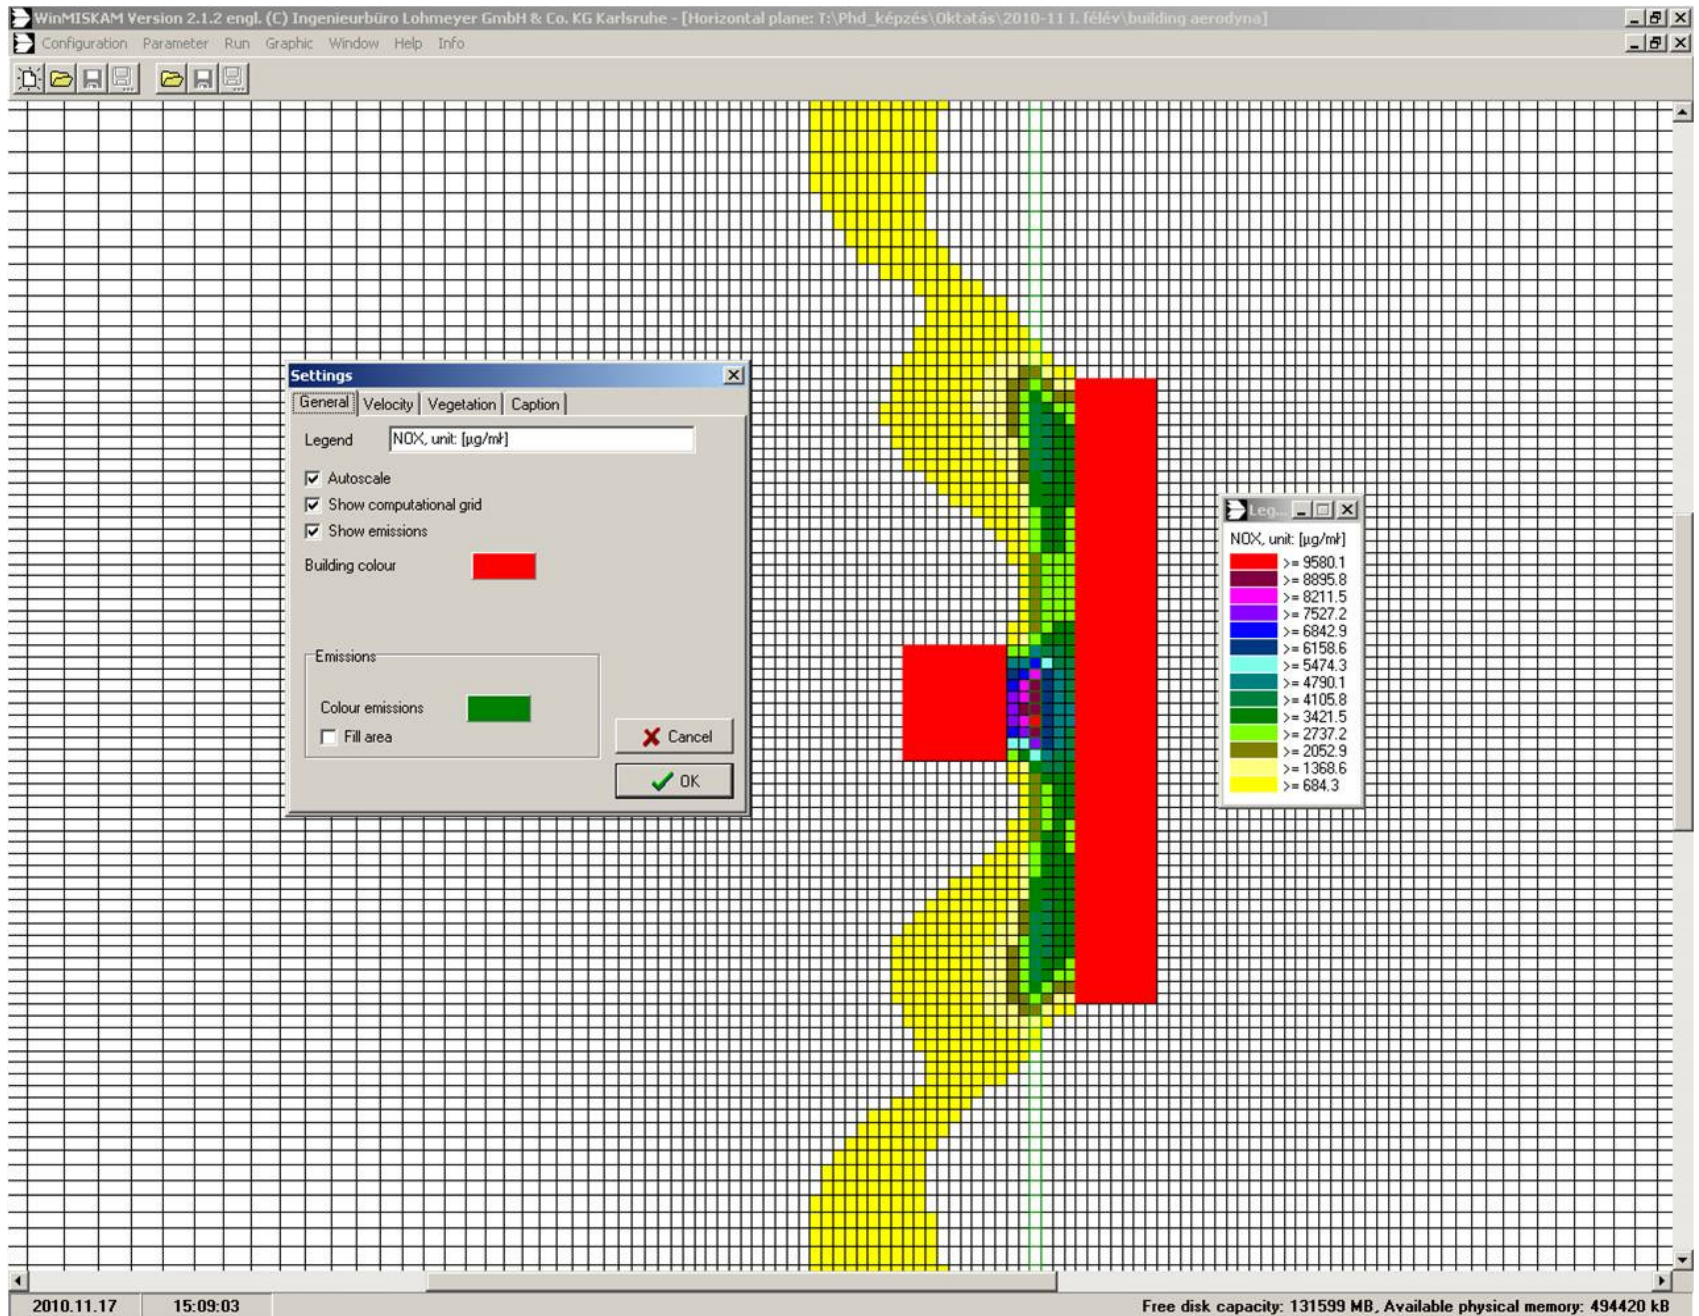 WinMISKAM Version 2.1.2 engl. (C) Ingenieurbüro Lohmeyer GmbH & Co. KG Karlsruhe - [Horizontal plane: T:\Phd_képzés\Oktatás\2010-11 I. félév\building aerodyna]
Configuration Parameter Run Graphic Window Help Info
Settings
General Velocity Vegetation Caption
Legend NOX, unit: [µg/mł]
Autoscale
Show computational grid
Show emissions
Building colour
Emissions
Colour emissions
Fill area
Cancel
OK
Leg...
NOX, unit: [µg/mł]
>= 9580.1
>= 8895.8
>= 8211.5
>= 7527.2
>= 6842.9
>= 6158.6
>= 5474.3
>= 4790.1
>= 4105.8
>= 3421.5
>= 2737.2
>= 2052.9
>= 1368.6
>= 684.3
2010.11.17 15:09:03 Free disk capacity: 131599 MB, Available physical memory: 494420 kB